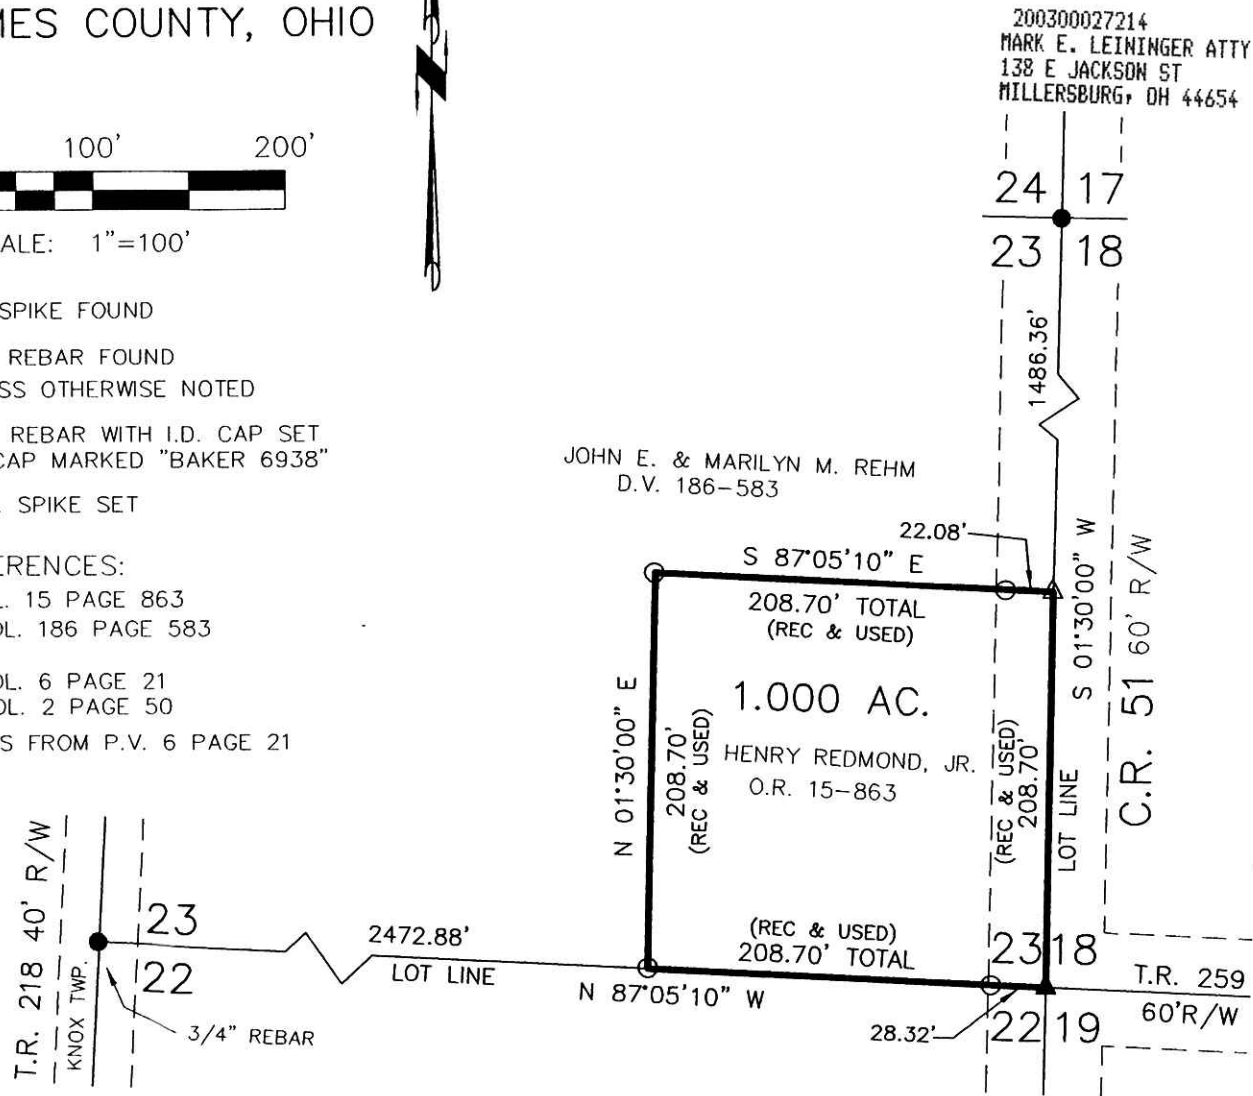 MES COUNTY, OHIO
200300027214
MARK E. LEININGER ATTY
138 E JACKSON ST
MILLERSBURG, OH 44654
100' 200'
ALE: 1"=100'
SPIKE FOUND
REBAR FOUND
SS OTHERWISE NOTED
REBAR WITH I.D. CAP SET
CAP MARKED "BAKER 6938"
SPIKE SET
ERENCES:
L. 15 PAGE 863
OL. 186 PAGE 583
OL. 6 PAGE 21
OL. 2 PAGE 50
S FROM P.V. 6 PAGE 21
24 17
23 18
1486.36'
JOHN E. & MARILYN M. REHM
D.V. 186-583
22.08'
S 87°05'10" E
208.70' TOTAL
(REC & USED)
S 01°30'00" W
C.R. 51 60' R/W
1.000 AC.
HENRY REDMOND, JR.
O.R. 15-863
N 01°30'00" E
208.70'
(REC & USED)
(REC & USED)
208.70'
LOT LINE
(REC & USED)
208.70' TOTAL
N 87°05'10" W
23 18
22 19
28.32'
T.R. 259
60'R/W
T.R. 218 40' R/W
KNOX TWP.
23
22
2472.88'
LOT LINE
3/4" REBAR